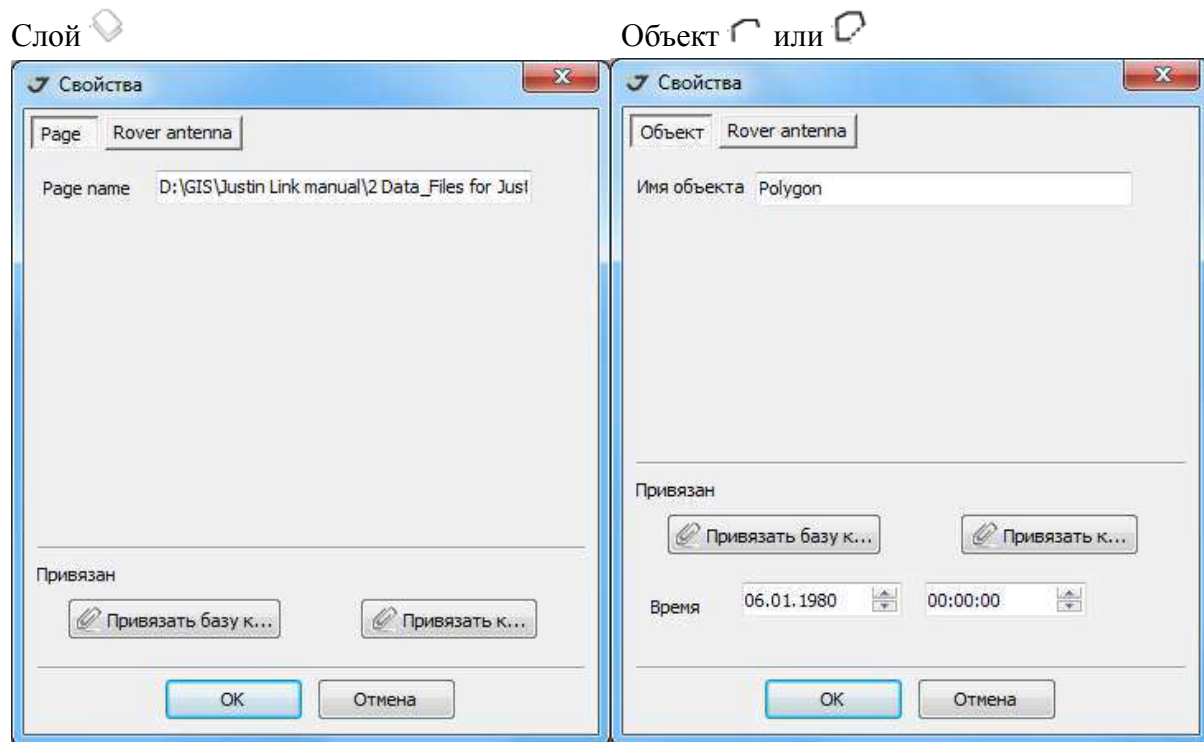 Слой
Объект или
Свойства
Page Rover antenna
Page name D:\GIS\Justin Link manual\2 Data_Files for Just
Привязан
Привязать базу к... Привязать к...
OK Отмена
Свойства
Объект Rover antenna
Имя объекта Polygon
Привязан
Привязать базу к... Привязать к...
Время 06.01.1980 00:00:00
OK Отмена